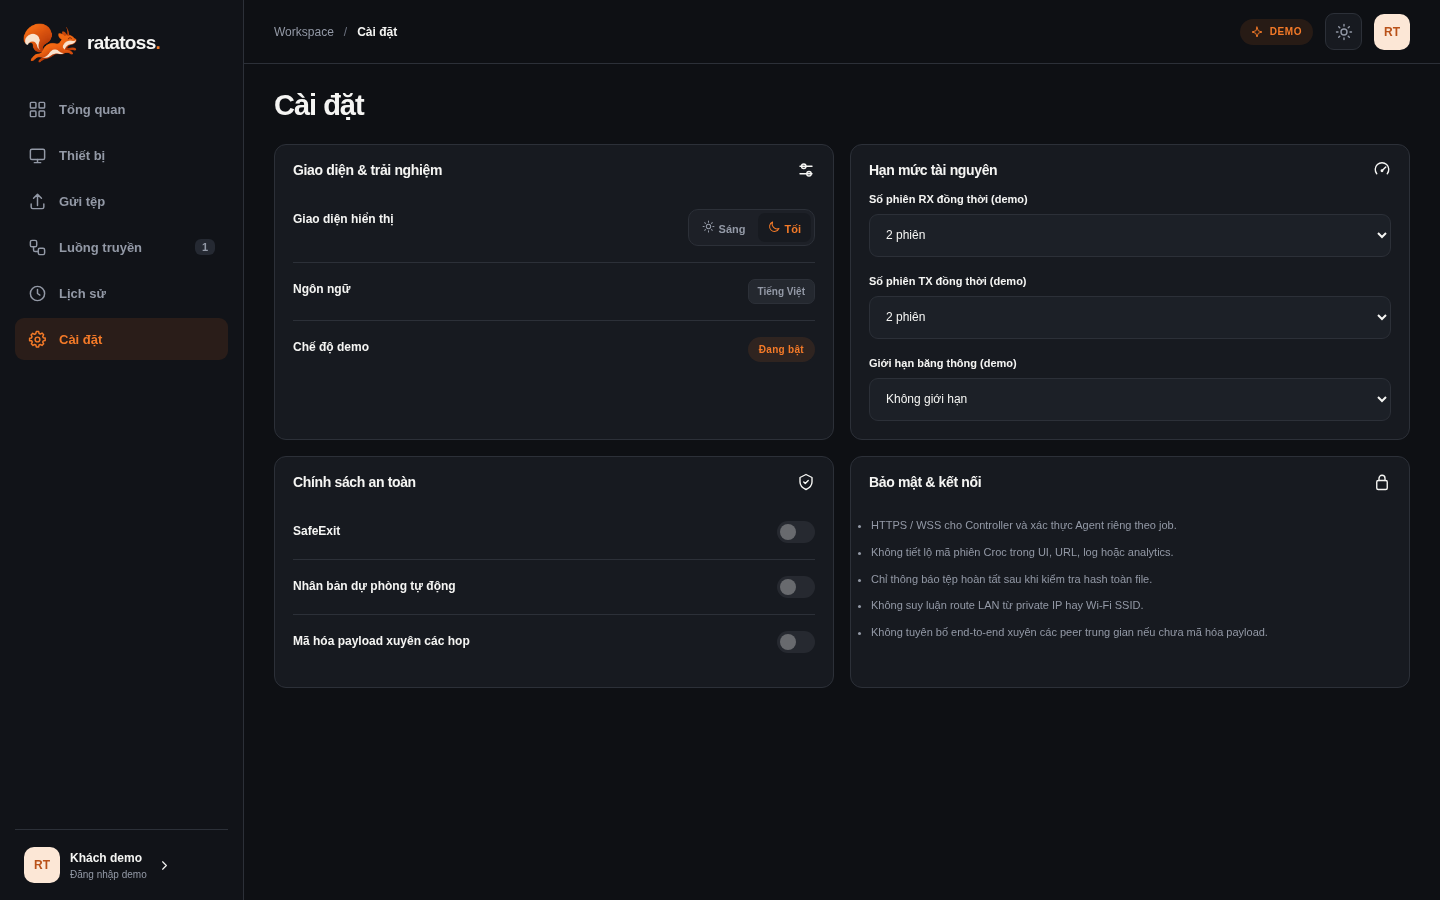 ratatoss.
Tổng quan
Thiết bị
Gửi tệp
Luồng truyền 1
Lịch sử
Cài đặt
RT Khách demo
Đăng nhập demo
Workspace / Cài đặt
DEMO
RT
Cài đặt
Giao diện & trải nghiệm
Giao diện hiển thị
Sáng Tối
Ngôn ngữ
Tiếng Việt
Chế độ demo
Đang bật
Hạn mức tài nguyên
Số phiên RX đồng thời (demo)
2 phiên
Số phiên TX đồng thời (demo)
2 phiên
Giới hạn băng thông (demo)
Không giới hạn
Chính sách an toàn
SafeExit
Nhân bản dự phòng tự động
Mã hóa payload xuyên các hop
Bảo mật & kết nối
• HTTPS / WSS cho Controller và xác thực Agent riêng theo job.
• Không tiết lộ mã phiên Croc trong UI, URL, log hoặc analytics.
• Chỉ thông báo tệp hoàn tất sau khi kiểm tra hash toàn file.
• Không suy luận route LAN từ private IP hay Wi-Fi SSID.
• Không tuyên bố end-to-end xuyên các peer trung gian nếu chưa mã hóa payload.